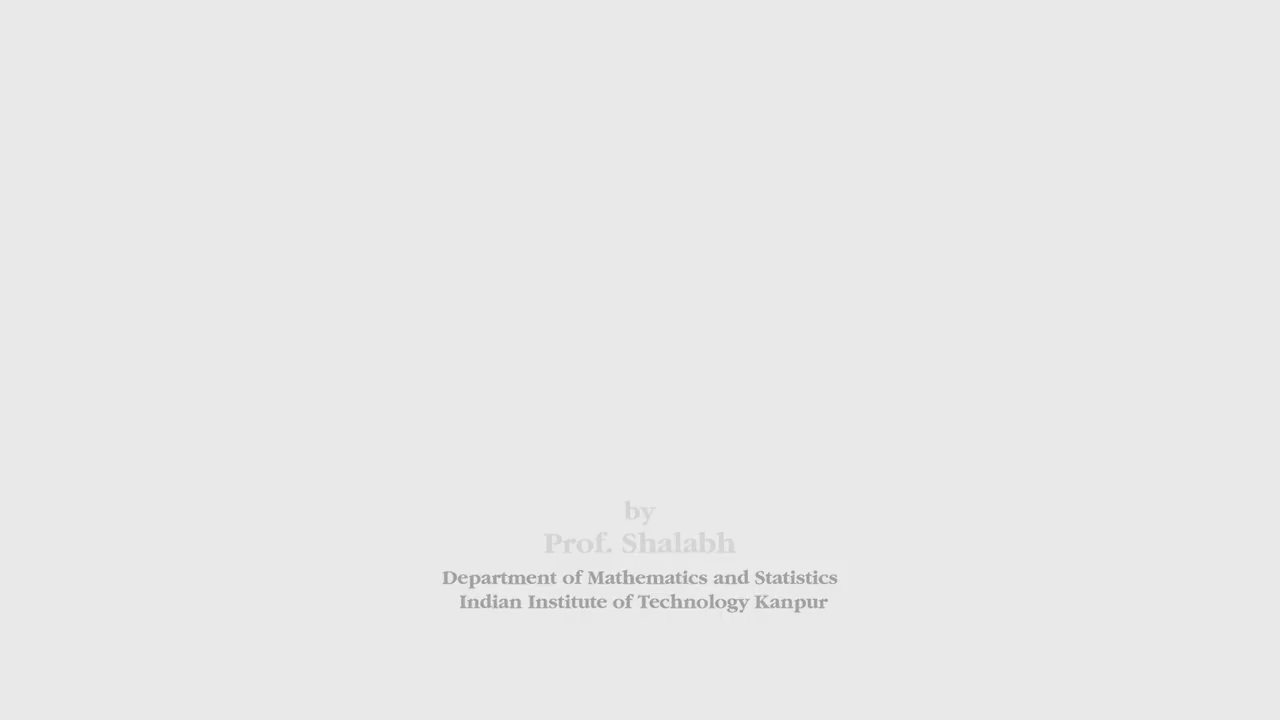 by
Prof. Shalabh
Department of Mathematics and Statistics
Indian Institute of Technology Kanpur